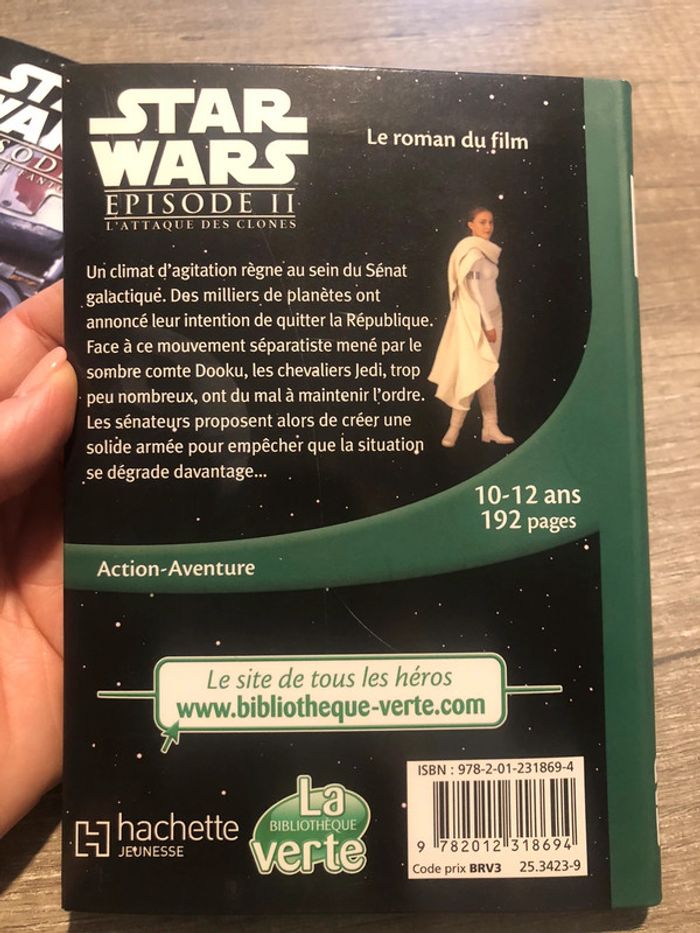 STAR
WARS
EPISODE II
L'ATTAQUE DES CLONES
Le roman du film
Un climat d'agitation règne au sein du Sénat
galactique. Des milliers de planètes ont
annoncé leur intention de quitter la République.
Face à ce mouvement séparatiste mené par le
sombre comte Dooku, les chevaliers Jedi, trop
peu nombreux, ont du mal à maintenir l'ordre.
Les sénateurs proposent alors de créer une
solide armée pour empêcher que la situation
se dégrade davantage...
10-12 ans
192 pages
Action-Aventure
Le site de tous les héros
www.bibliotheque-verte.com
hachette
JEUNESSE
La
BIBLIOTHÈQUE
verte
ISBN : 978-2-01-231869-4
9 782012 318694
Code prix BRV3 25.3423-9